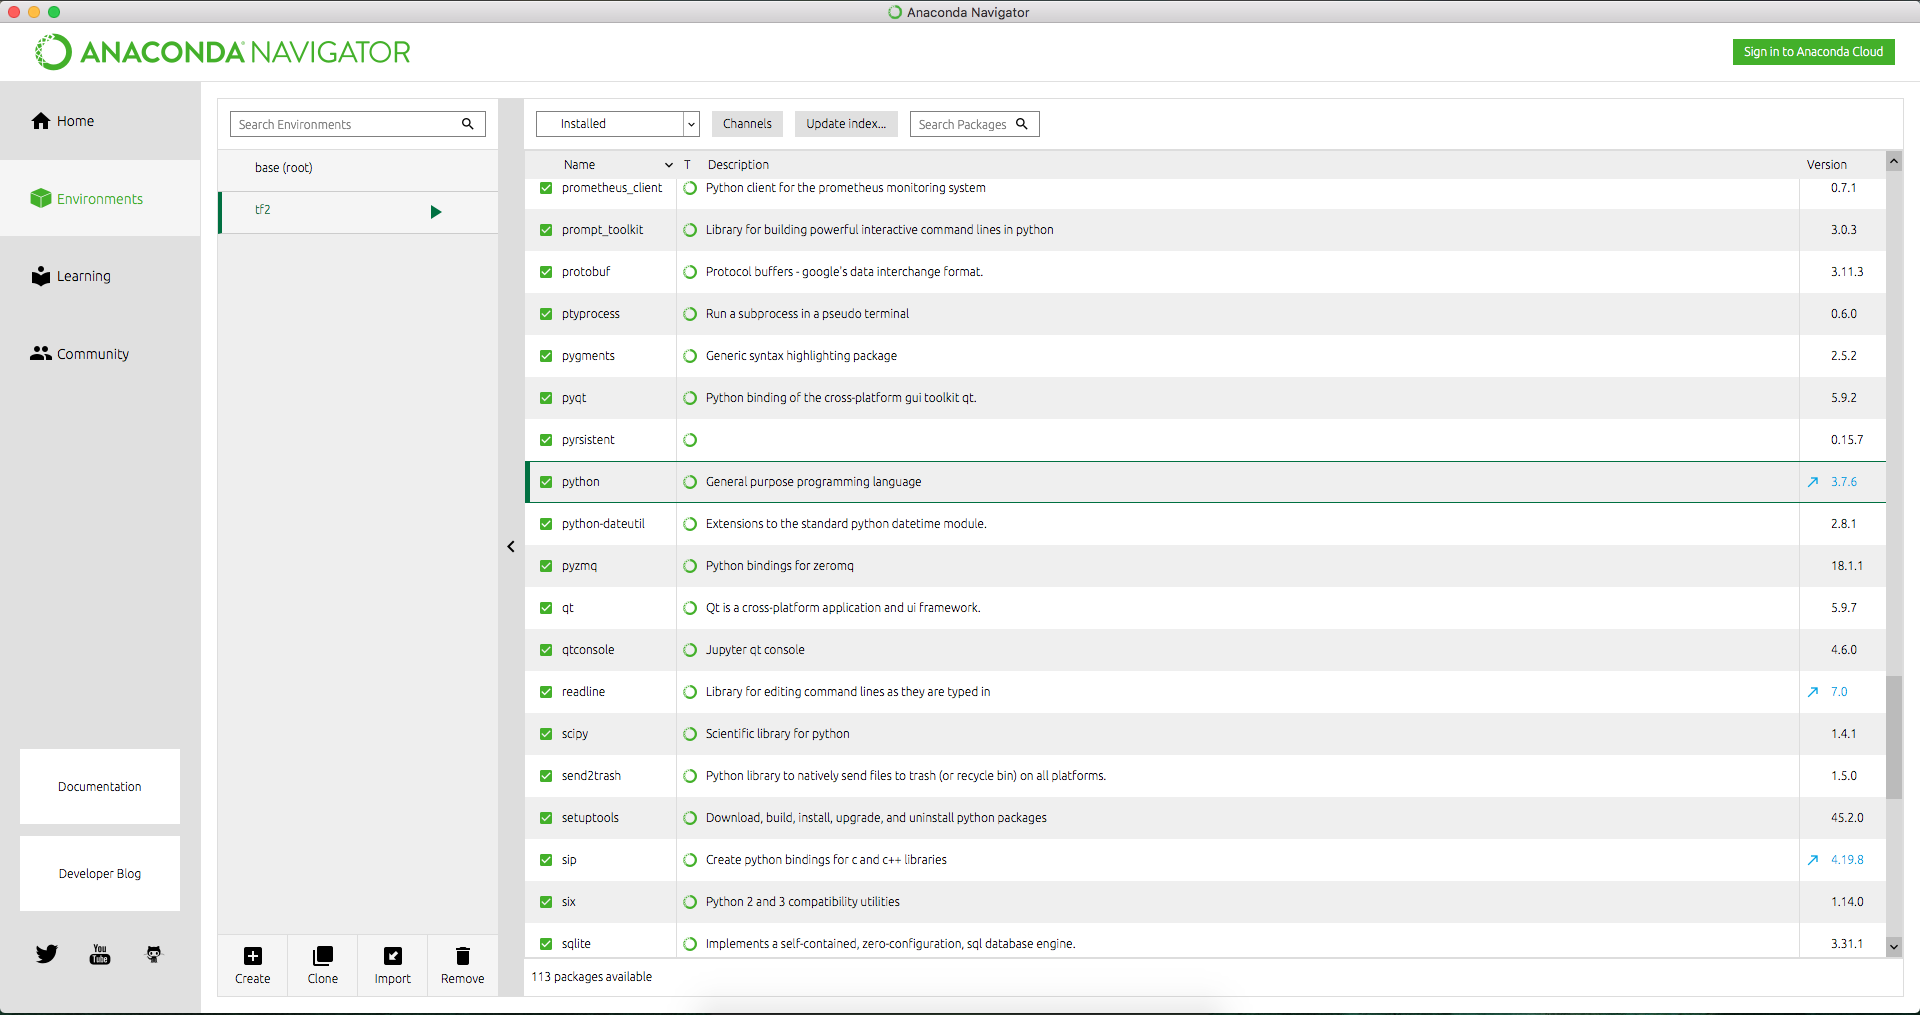 Anaconda Navigator
ANACONDA NAVIGATOR
Sign in to Anaconda Cloud
Home
Environments
Learning
Community
Documentation
Developer Blog
You
Tube
Search Environments
base (root)
tf2
Create
Clone
Import
Remove
Installed
Channels
Update index...
Search Packages
Name T Description Version
prometheus_client Python client for the prometheus monitoring system 0.7.1
prompt_toolkit Library for building powerful interactive command lines in python 3.0.3
protobuf Protocol buffers - google's data interchange format. 3.11.3
ptyprocess Run a subprocess in a pseudo terminal 0.6.0
pygments Generic syntax highlighting package 2.5.2
pyqt Python binding of the cross-platform gui toolkit qt. 5.9.2
pyrsistent 0.15.7
python General purpose programming language 3.7.6
python-dateutil Extensions to the standard python datetime module. 2.8.1
pyzmq Python bindings for zeromq 18.1.1
qt Qt is a cross-platform application and ui framework. 5.9.7
qtconsole Jupyter qt console 4.6.0
readline Library for editing command lines as they are typed in 7.0
scipy Scientific library for python 1.4.1
send2trash Python library to natively send files to trash (or recycle bin) on all platforms. 1.5.0
setuptools Download, build, install, upgrade, and uninstall python packages 45.2.0
sip Create python bindings for c and c++ libraries 4.19.8
six Python 2 and 3 compatibility utilities 1.14.0
sqlite Implements a self-contained, zero-configuration, sql database engine. 3.31.1
113 packages available